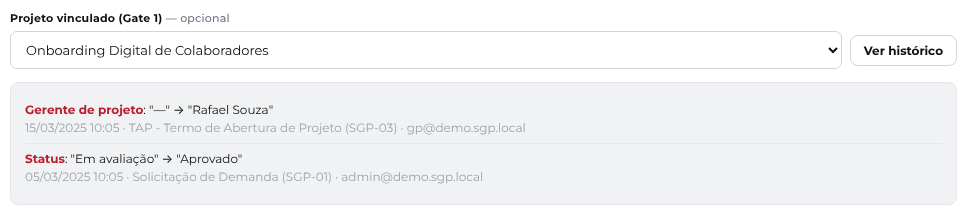 Projeto vinculado (Gate 1) — opcional
Onboarding Digital de Colaboradores
Ver histórico
Gerente de projeto: "—" → "Rafael Souza"
15/03/2025 10:05 · TAP - Termo de Abertura de Projeto (SGP-03) · gp@demo.sgp.local
Status: "Em avaliação" → "Aprovado"
05/03/2025 10:05 · Solicitação de Demanda (SGP-01) · admin@demo.sgp.local